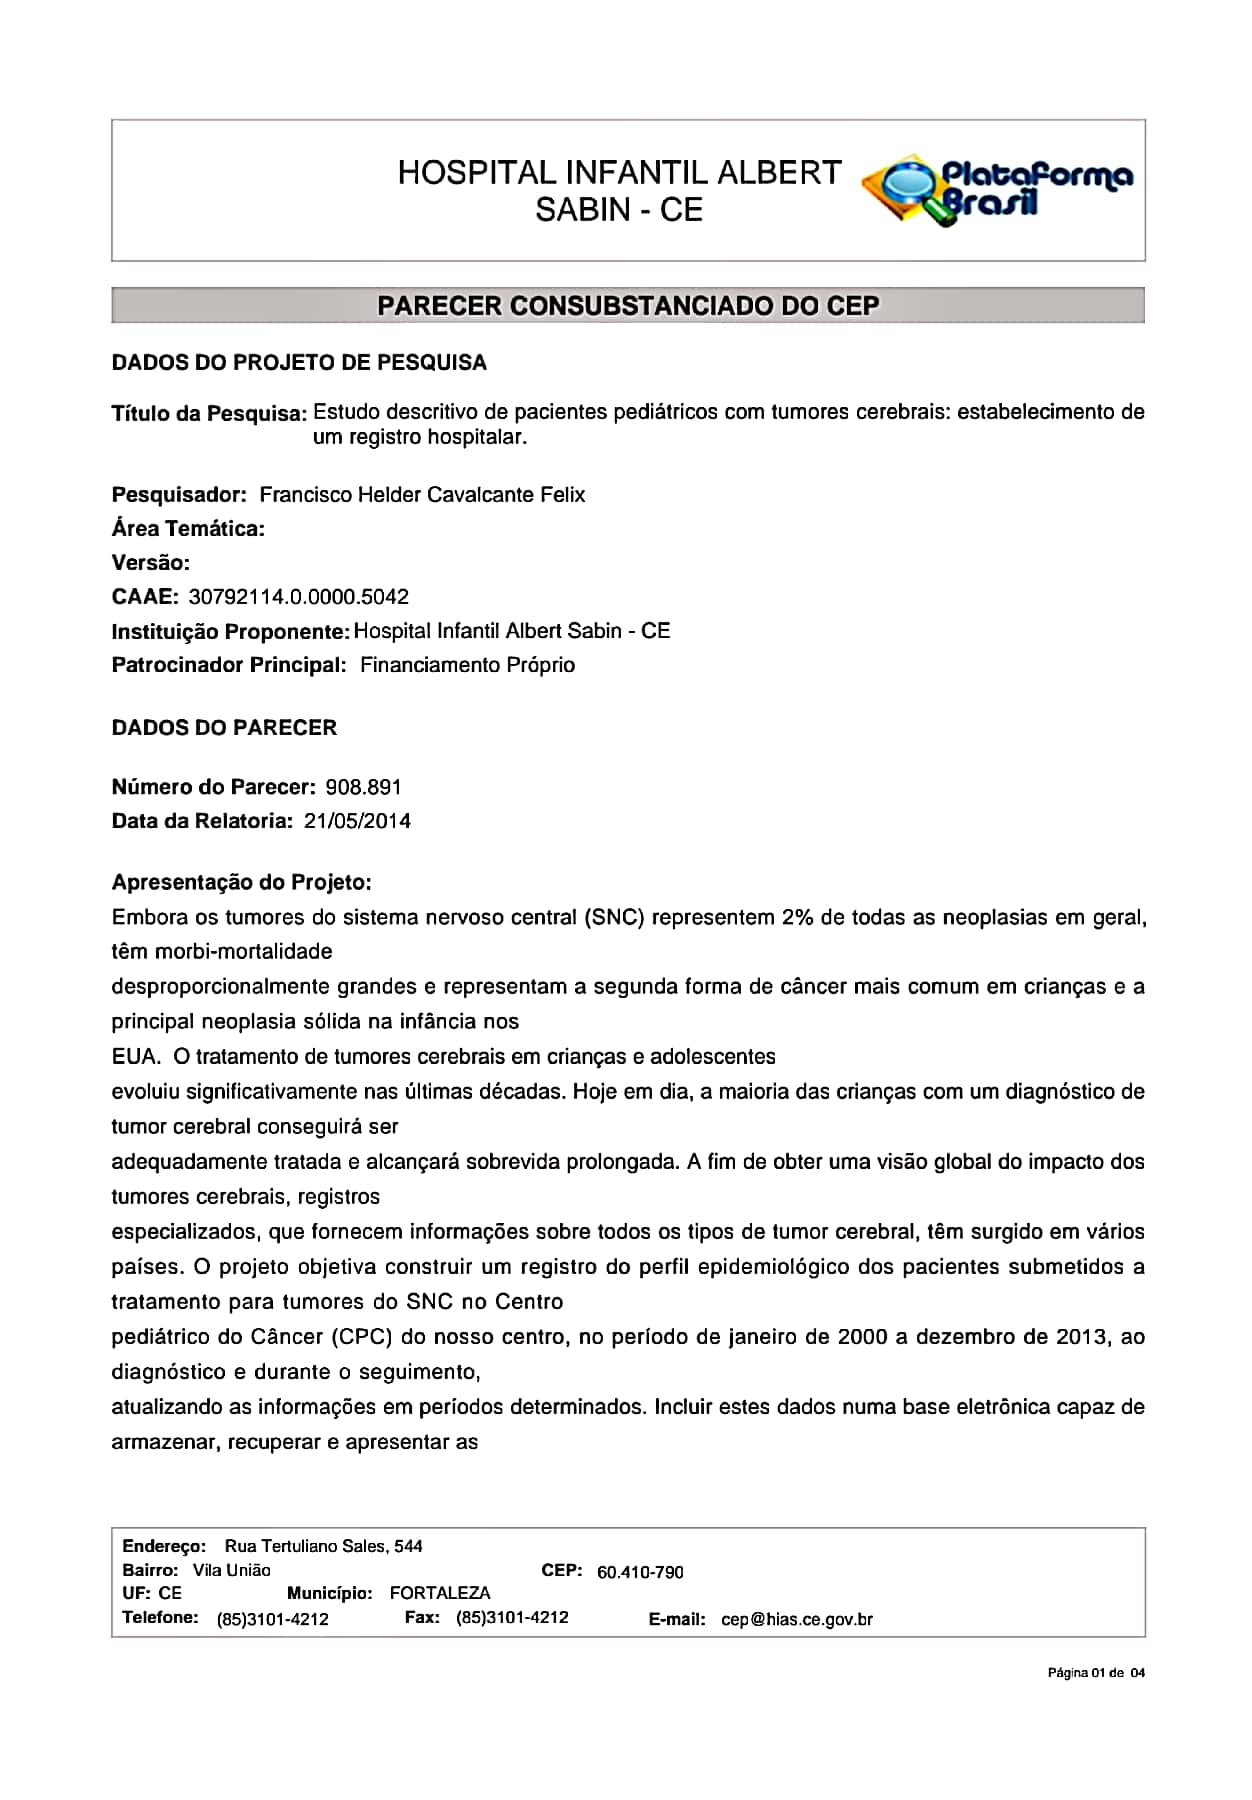 HOSPITAL INFANTIL ALBERT
SABIN - CE
Plataforma
Brasil
PARECER CONSUBSTANCIADO DO CEP
DADOS DO PROJETO DE PESQUISA
Título da Pesquisa: Estudo descritivo de pacientes pediátricos com tumores cerebrais: estabelecimento de
um registro hospitalar.
Pesquisador: Francisco Helder Cavalcante Felix
Área Temática:
Versão:
CAAE: 30792114.0.0000.5042
Instituição Proponente: Hospital Infantil Albert Sabin - CE
Patrocinador Principal: Financiamento Próprio
DADOS DO PARECER
Número do Parecer: 908.891
Data da Relatoria: 21/05/2014
Apresentação do Projeto:
Embora os tumores do sistema nervoso central (SNC) representem 2% de todas as neoplasias em geral,
têm morbi-mortalidade
desproporcionalmente grandes e representam a segunda forma de câncer mais comum em crianças e a
principal neoplasia sólida na infância nos
EUA. O tratamento de tumores cerebrais em crianças e adolescentes
evoluiu significativamente nas últimas décadas. Hoje em dia, a maioria das crianças com um diagnóstico de
tumor cerebral conseguirá ser
adequadamente tratada e alcançará sobrevida prolongada. A fim de obter uma visão global do impacto dos
tumores cerebrais, registros
especializados, que fornecem informações sobre todos os tipos de tumor cerebral, têm surgido em vários
países. O projeto objetiva construir um registro do perfil epidemiológico dos pacientes submetidos a
tratamento para tumores do SNC no Centro
pediátrico do Câncer (CPC) do nosso centro, no período de janeiro de 2000 a dezembro de 2013, ao
diagnóstico e durante o seguimento,
atualizando as informações em períodos determinados. Incluir estes dados numa base eletrônica capaz de
armazenar, recuperar e apresentar as
Endereço: Rua Tertuliano Sales, 544
Bairro: Vila União CEP: 60.410-790
UF: CE Município: FORTALEZA
Telefone: (85)3101-4212 Fax: (85)3101-4212 E-mail: cep@hias.ce.gov.br
Página 01 de 04